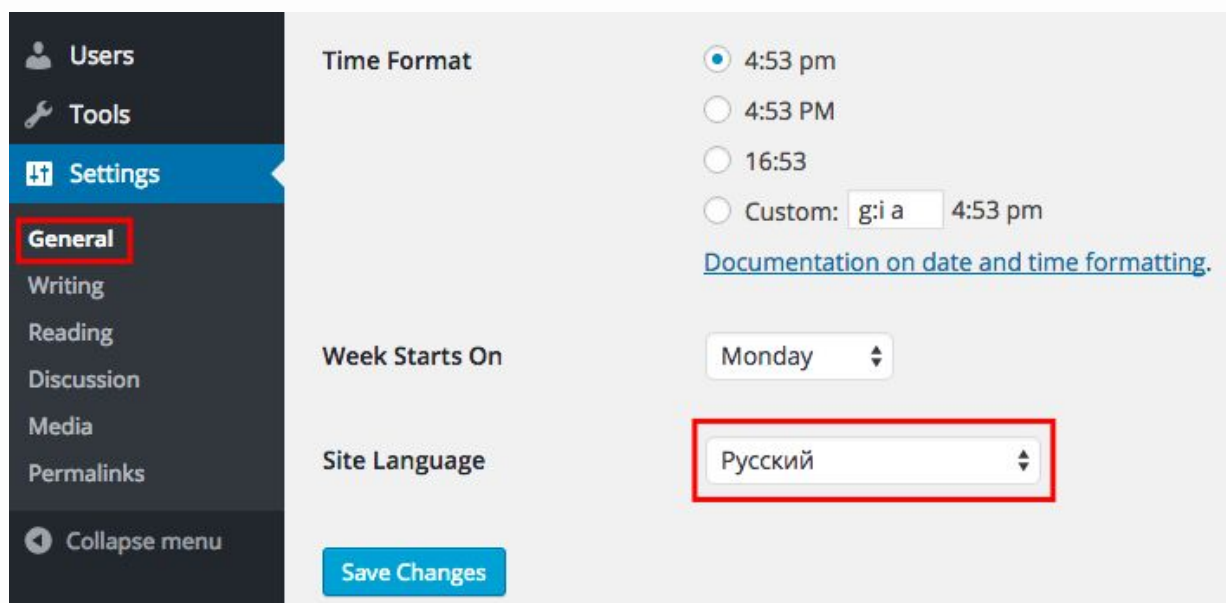 Users
Tools
Settings
General
Writing
Reading
Discussion
Media
Permalinks
Collapse menu
Time Format
4:53 pm
4:53 PM
16:53
Custom: g:i a 4:53 pm
Documentation on date and time formatting.
Week Starts On Monday
Site Language Русский
Save Changes